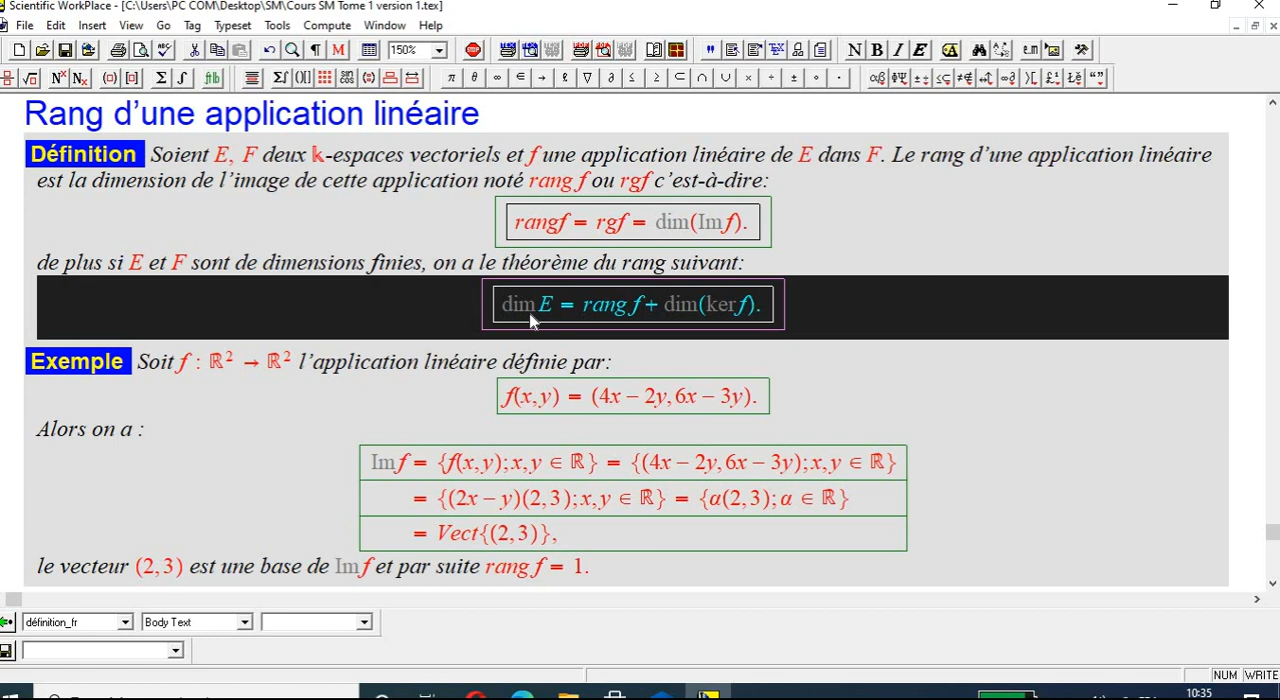 Scientific WorkPlace - [C:\Users\PC COM\Desktop\SM\Cours SM Tome 1 version 1.tex]
File Edit Insert View Go Tag Typeset Tools Compute Window Help
150%
Rang d'une application linéaire
Définition Soient E, F deux 𝕜-espaces vectoriels et f une application linéaire de E dans F. Le rang d'une application linéaire
est la dimension de l'image de cette application noté rang f ou rgf c'est-à-dire:
rangf = rgf = dim(Im f).
de plus si E et F sont de dimensions finies, on a le théorème du rang suivant:
dim E = rang f + dim(ker f).
Exemple Soit f : ℝ² → ℝ² l'application linéaire définie par:
f(x,y) = (4x − 2y, 6x − 3y).
Alors on a :
Im f = {f(x,y); x,y ∈ ℝ} = {(4x − 2y, 6x − 3y); x,y ∈ ℝ}
= {(2x − y)(2,3); x,y ∈ ℝ} = {α(2,3); α ∈ ℝ}
= Vect{(2,3)},
le vecteur (2,3) est une base de Im f et par suite rang f = 1.
définition_fr Body Text
NUM WRITE
10:35